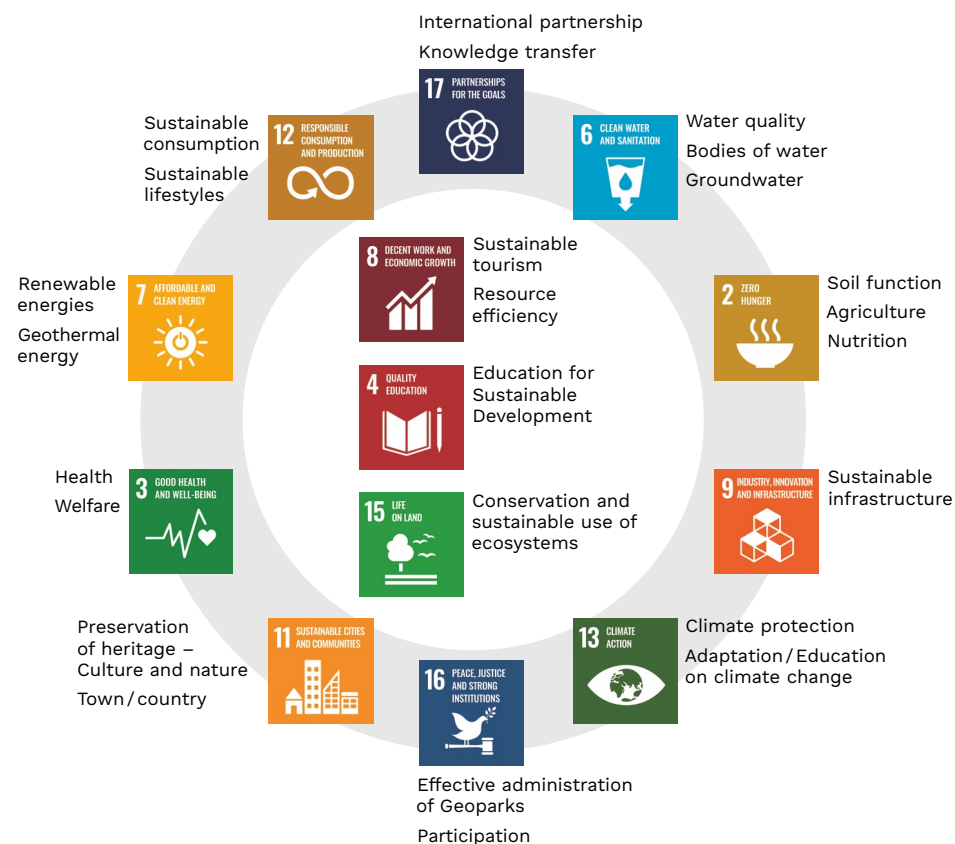 International partnership
Knowledge transfer
17 PARTNERSHIPS
FOR THE GOALS
Sustainable
consumption
Sustainable
lifestyles
12 RESPONSIBLE
CONSUMPTION
AND PRODUCTION
6 CLEAN WATER
AND SANITATION
Water quality
Bodies of water
Groundwater
8 DECENT WORK AND
ECONOMIC GROWTH
Sustainable
tourism
Resource
efficiency
Renewable
energies
Geothermal
energy
7 AFFORDABLE AND
CLEAN ENERGY
2 ZERO
HUNGER
Soil function
Agriculture
Nutrition
4 QUALITY
EDUCATION
Education for
Sustainable
Development
Health
Welfare
3 GOOD HEALTH
AND WELL-BEING
15 LIFE
ON LAND
Conservation and
sustainable use of
ecosystems
9 INDUSTRY, INNOVATION
AND INFRASTRUCTURE
Sustainable
infrastructure
Preservation
of heritage –
Culture and nature
Town/country
11 SUSTAINABLE CITIES
AND COMMUNITIES
16 PEACE, JUSTICE
AND STRONG
INSTITUTIONS
13 CLIMATE
ACTION
Climate protection
Adaptation/Education
on climate change
Effective administration
of Geoparks
Participation